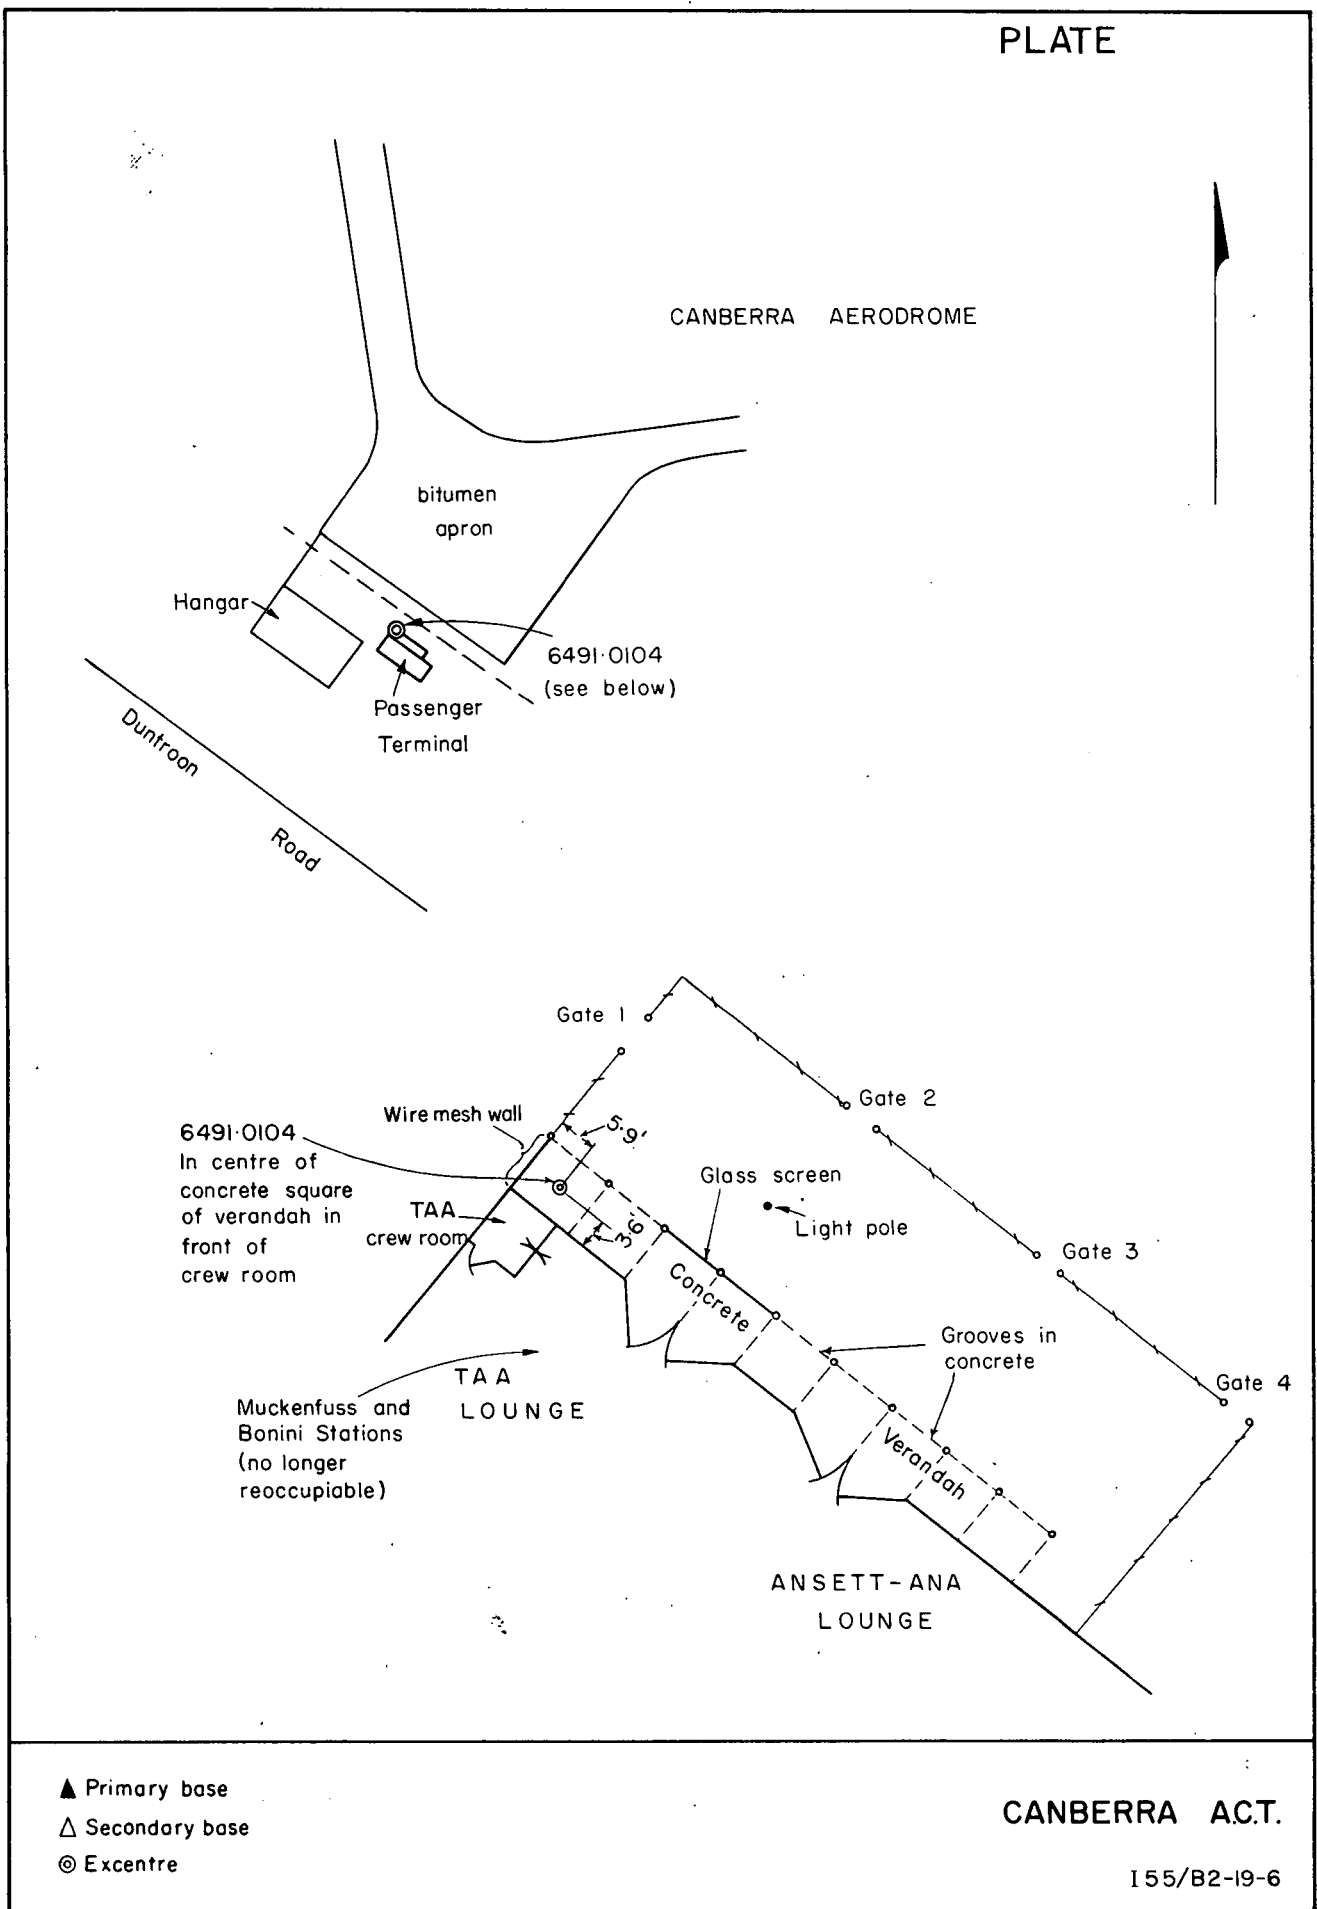 PLATE
CANBERRA AERODROME
bitumen
apron
Hangar
6491·0104
(see below)
Passenger
Terminal
Duntroon
Road
Gate 1
Gate 2
Wire mesh wall
5·9'
6491·0104
In centre of
concrete square
of verandah in
front of
crew room
Glass screen
TAA
crew room
3·6'
Light pole
Gate 3
Concrete
Grooves in
concrete
TAA
LOUNGE
Gate 4
Muckenfuss and
Bonini Stations
(no longer
reoccupiable)
Verandah
ANSETT-ANA
LOUNGE
Primary base
Secondary base
Excentre
CANBERRA A.C.T.
I55/B2-19-6